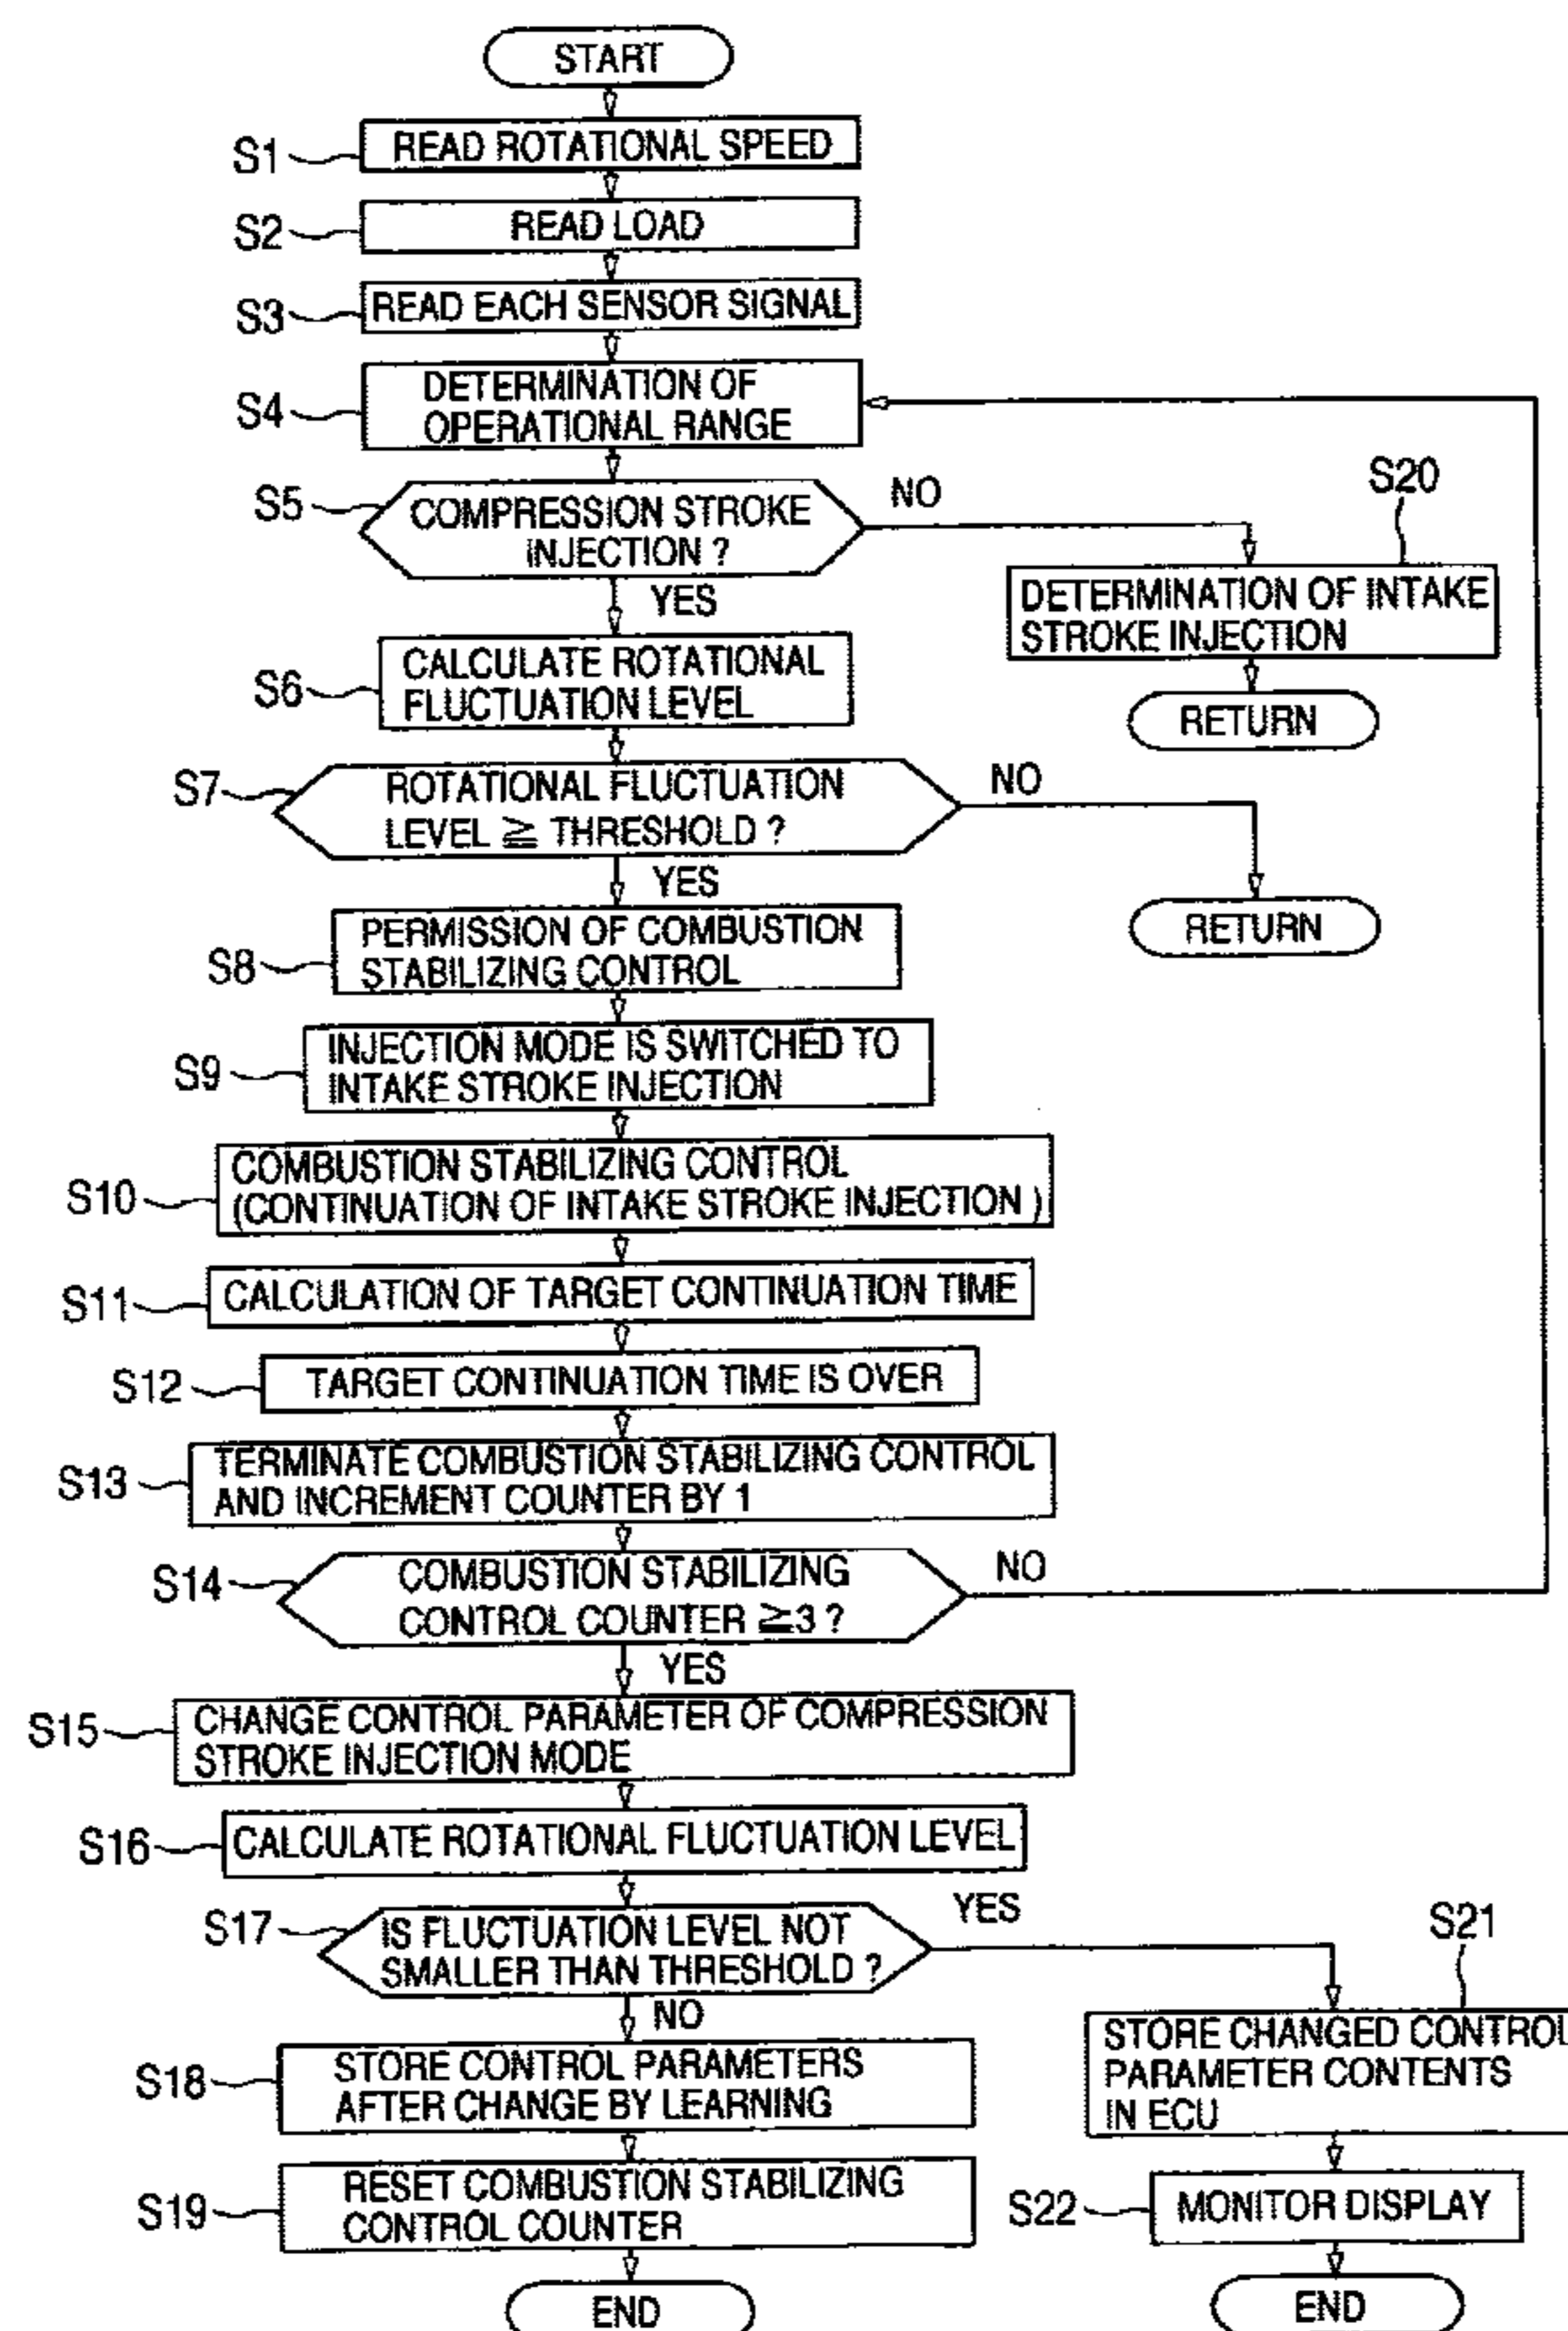 START
S1
READ ROTATIONAL SPEED
S2
READ LOAD
S3
READ EACH SENSOR SIGNAL
S4
DETERMINATION OF
OPERATIONAL RANGE
S5
COMPRESSION STROKE
INJECTION ?
NO
YES
S20
DETERMINATION OF INTAKE
STROKE INJECTION
RETURN
S6
CALCULATE ROTATIONAL
FLUCTUATION LEVEL
S7
ROTATIONAL FLUCTUATION
LEVEL ≧ THRESHOLD ?
NO
YES
RETURN
S8
PERMISSION OF COMBUSTION
STABILIZING CONTROL
S9
INJECTION MODE IS SWITCHED TO
INTAKE STROKE INJECTION
S10
COMBUSTION STABILIZING CONTROL
(CONTINUATION OF INTAKE STROKE INJECTION )
S11
CALCULATION OF TARGET CONTINUATION TIME
S12
TARGET CONTINUATION TIME IS OVER
S13
TERMINATE COMBUSTION STABILIZING CONTROL
AND INCREMENT COUNTER BY 1
S14
COMBUSTION STABILIZING
CONTROL COUNTER ≧3 ?
NO
YES
S15
CHANGE CONTROL PARAMETER OF COMPRESSION
STROKE INJECTION MODE
S16
CALCULATE ROTATIONAL FLUCTUATION LEVEL
S17
IS FLUCTUATION LEVEL NOT
SMALLER THAN THRESHOLD ?
YES
NO
S18
STORE CONTROL PARAMETERS
AFTER CHANGE BY LEARNING
S19
RESET COMBUSTION STABILIZING
CONTROL COUNTER
END
S21
STORE CHANGED CONTROL
PARAMETER CONTENTS
IN ECU
S22
MONITOR DISPLAY
END